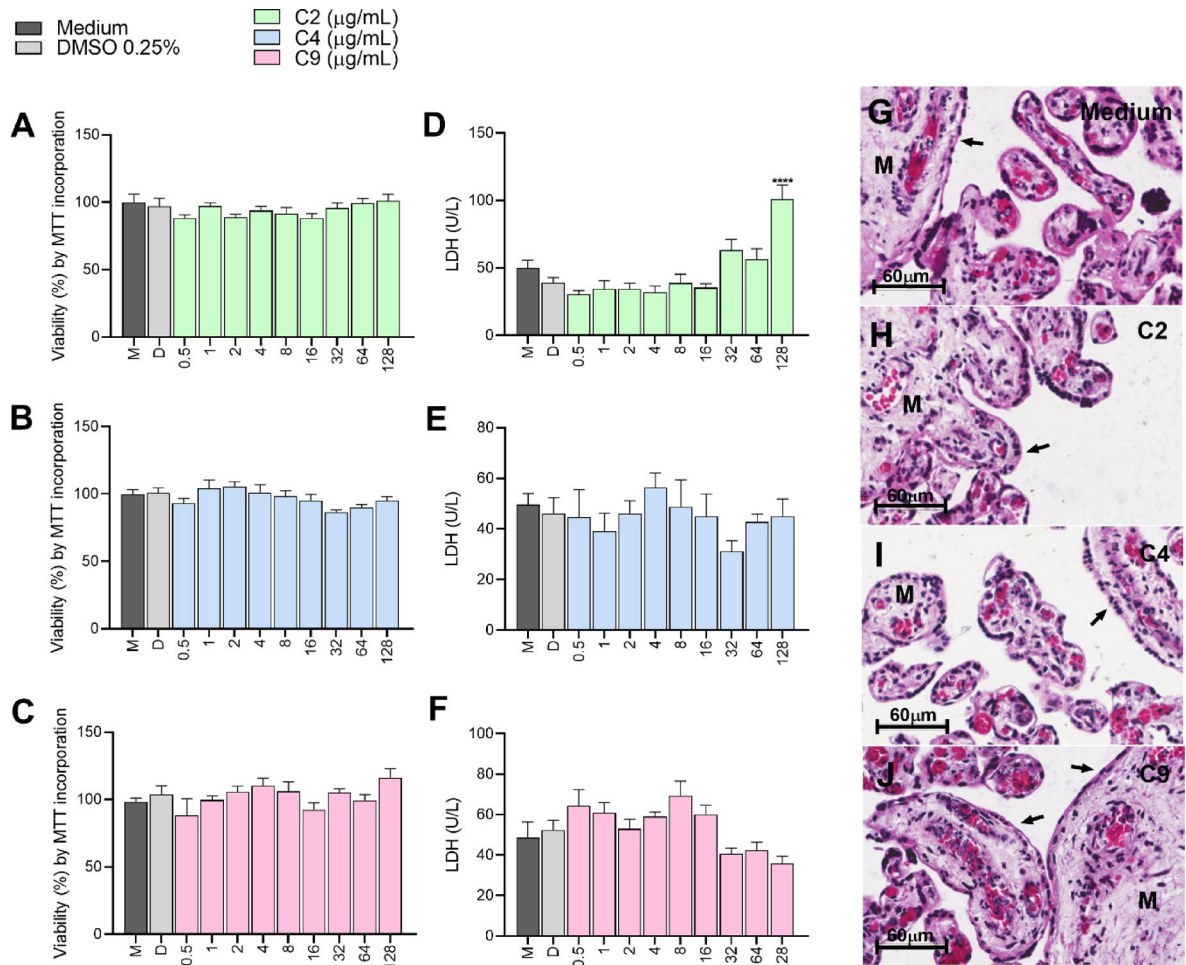 Medium
DMSO 0.25%
C2 (μg/mL)
C4 (μg/mL)
C9 (μg/mL)
A
Viability (%) by MTT incorporation
150
100
50
0
M
D
0.5
1
2
4
8
16
32
64
128
D
LDH (U/L)
150
100
50
0
****
M
D
0.5
1
2
4
8
16
32
64
128
B
Viability (%) by MTT incorporation
150
100
50
0
M
D
0.5
1
2
4
8
16
32
64
128
E
LDH (U/L)
80
60
40
20
0
M
D
0.5
1
2
4
8
16
32
64
128
C
Viability (%) by MTT incorporation
150
100
50
0
M
D
0.5
1
2
4
8
16
32
64
128
F
LDH (U/L)
100
80
60
40
20
0
M
D
0.5
1
2
4
8
16
32
64
28
G
Medium
M
60μm
H
C2
M
60μm
I
C4
M
60μm
J
C9
M
60μm